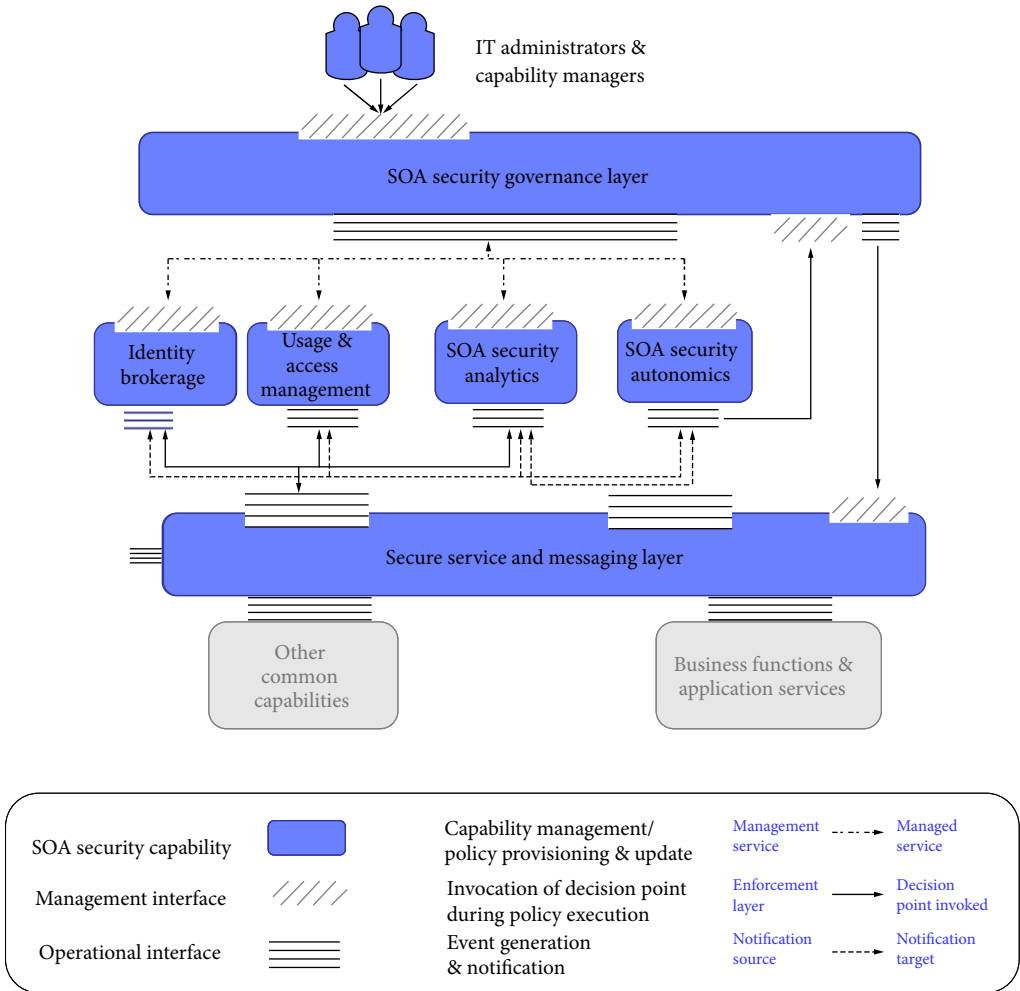 IT administrators &
capability managers
SOA security governance layer
Identity
brokerage
Usage &
access
management
SOA security
analytics
SOA security
autonomics
Secure service and messaging layer
Other
common
capabilities
Business functions &
application services
SOA security capability
Management interface
Operational interface
Capability management/
policy provisioning & update
Invocation of decision point
during policy execution
Event generation
& notification
Management
service
Managed
service
Enforcement
layer
Decision
point invoked
Notification
source
Notification
target